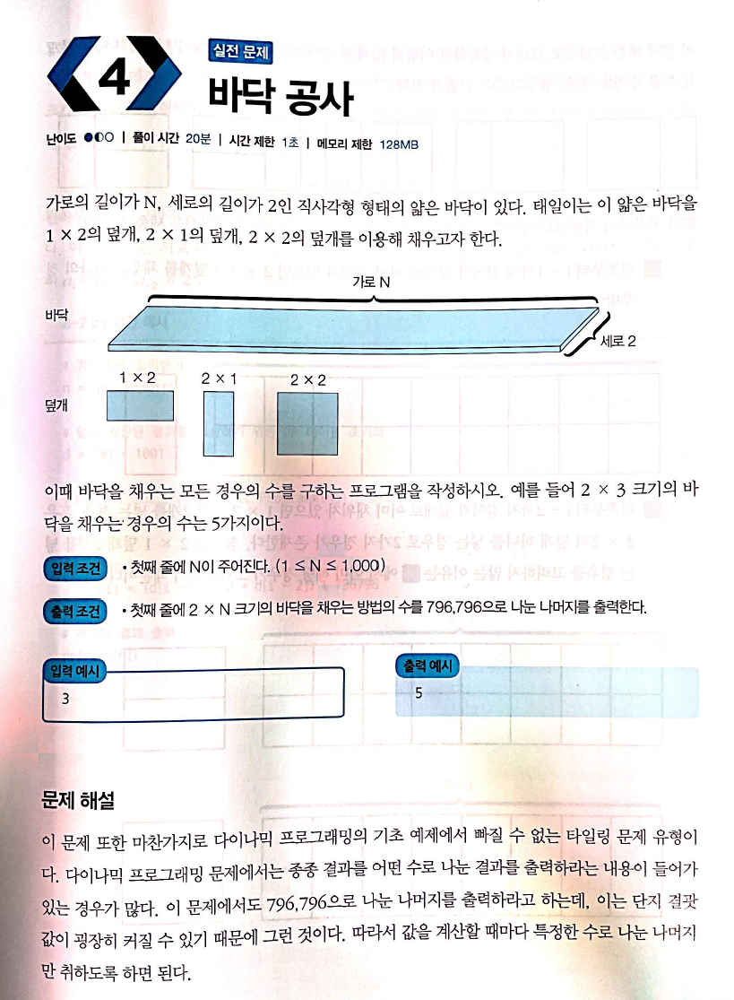 4
실전 문제
바닥 공사
난이도 ●◐○ | 풀이 시간 20분 | 시간 제한 1초 | 메모리 제한 128MB
가로의 길이가 N, 세로의 길이가 2인 직사각형 형태의 얇은 바닥이 있다. 태일이는 이 얇은 바닥을
1 × 2의 덮개, 2 × 1의 덮개, 2 × 2의 덮개를 이용해 채우고자 한다.
가로 N
바닥
세로 2
1 × 2 2 × 1 2 × 2
덮개
이때 바닥을 채우는 모든 경우의 수를 구하는 프로그램을 작성하시오. 예를 들어 2 × 3 크기의 바
닥을 채우는 경우의 수는 5가지이다.
입력 조건 • 첫째 줄에 N이 주어진다. (1 ≤ N ≤ 1,000)
출력 조건 • 첫째 줄에 2 × N 크기의 바닥을 채우는 방법의 수를 796,796으로 나눈 나머지를 출력한다.
입력 예시
3
출력 예시
5
문제 해설
이 문제 또한 마찬가지로 다이나믹 프로그래밍의 기초 예제에서 빠질 수 없는 타일링 문제 유형이
다. 다이나믹 프로그래밍 문제에서는 종종 결과를 어떤 수로 나눈 결과를 출력하라는 내용이 들어가
있는 경우가 많다. 이 문제에서도 796,796으로 나눈 나머지를 출력하라고 하는데, 이는 단지 결괏
값이 굉장히 커질 수 있기 때문에 그런 것이다. 따라서 값을 계산할 때마다 특정한 수로 나눈 나머지
만 취하도록 하면 된다.